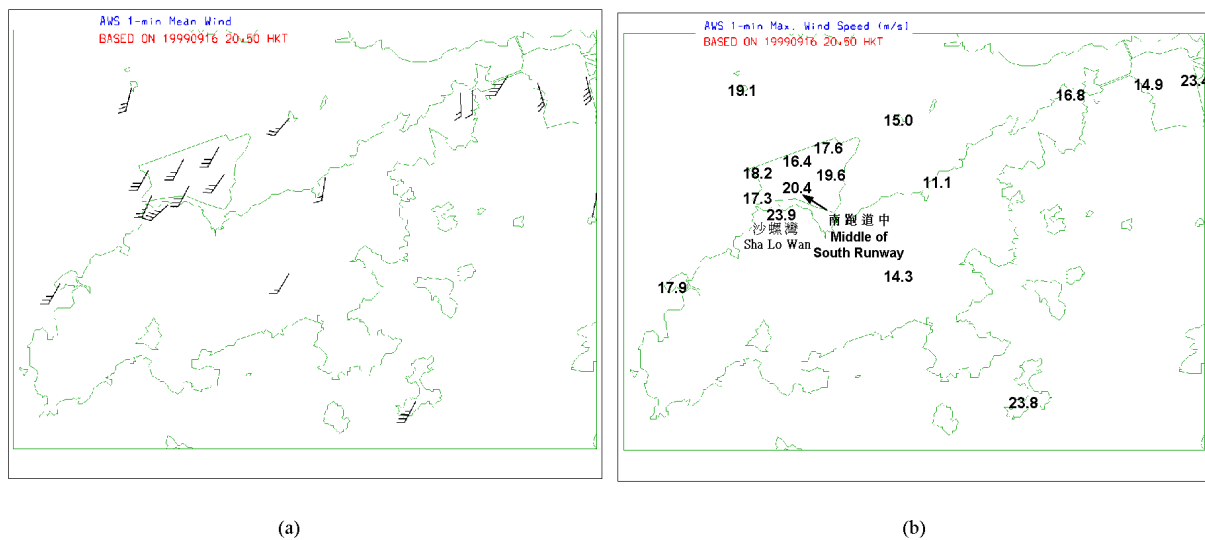 AWS 1-min Mean Wind
BASED ON 19990916 20:50 HKT
AWS 1-min Max. Wind Speed (m/s)
BASED ON 19990916 20:50 HKT
23.4
14.9
16.8
19.1
15.0
17.6
16.4
18.2
19.6
20.4
11.1
17.3
23.9
南跑道中
沙螺灣
Middle of
Sha Lo Wan
South Runway
14.3
17.9
23.8
(a)
(b)